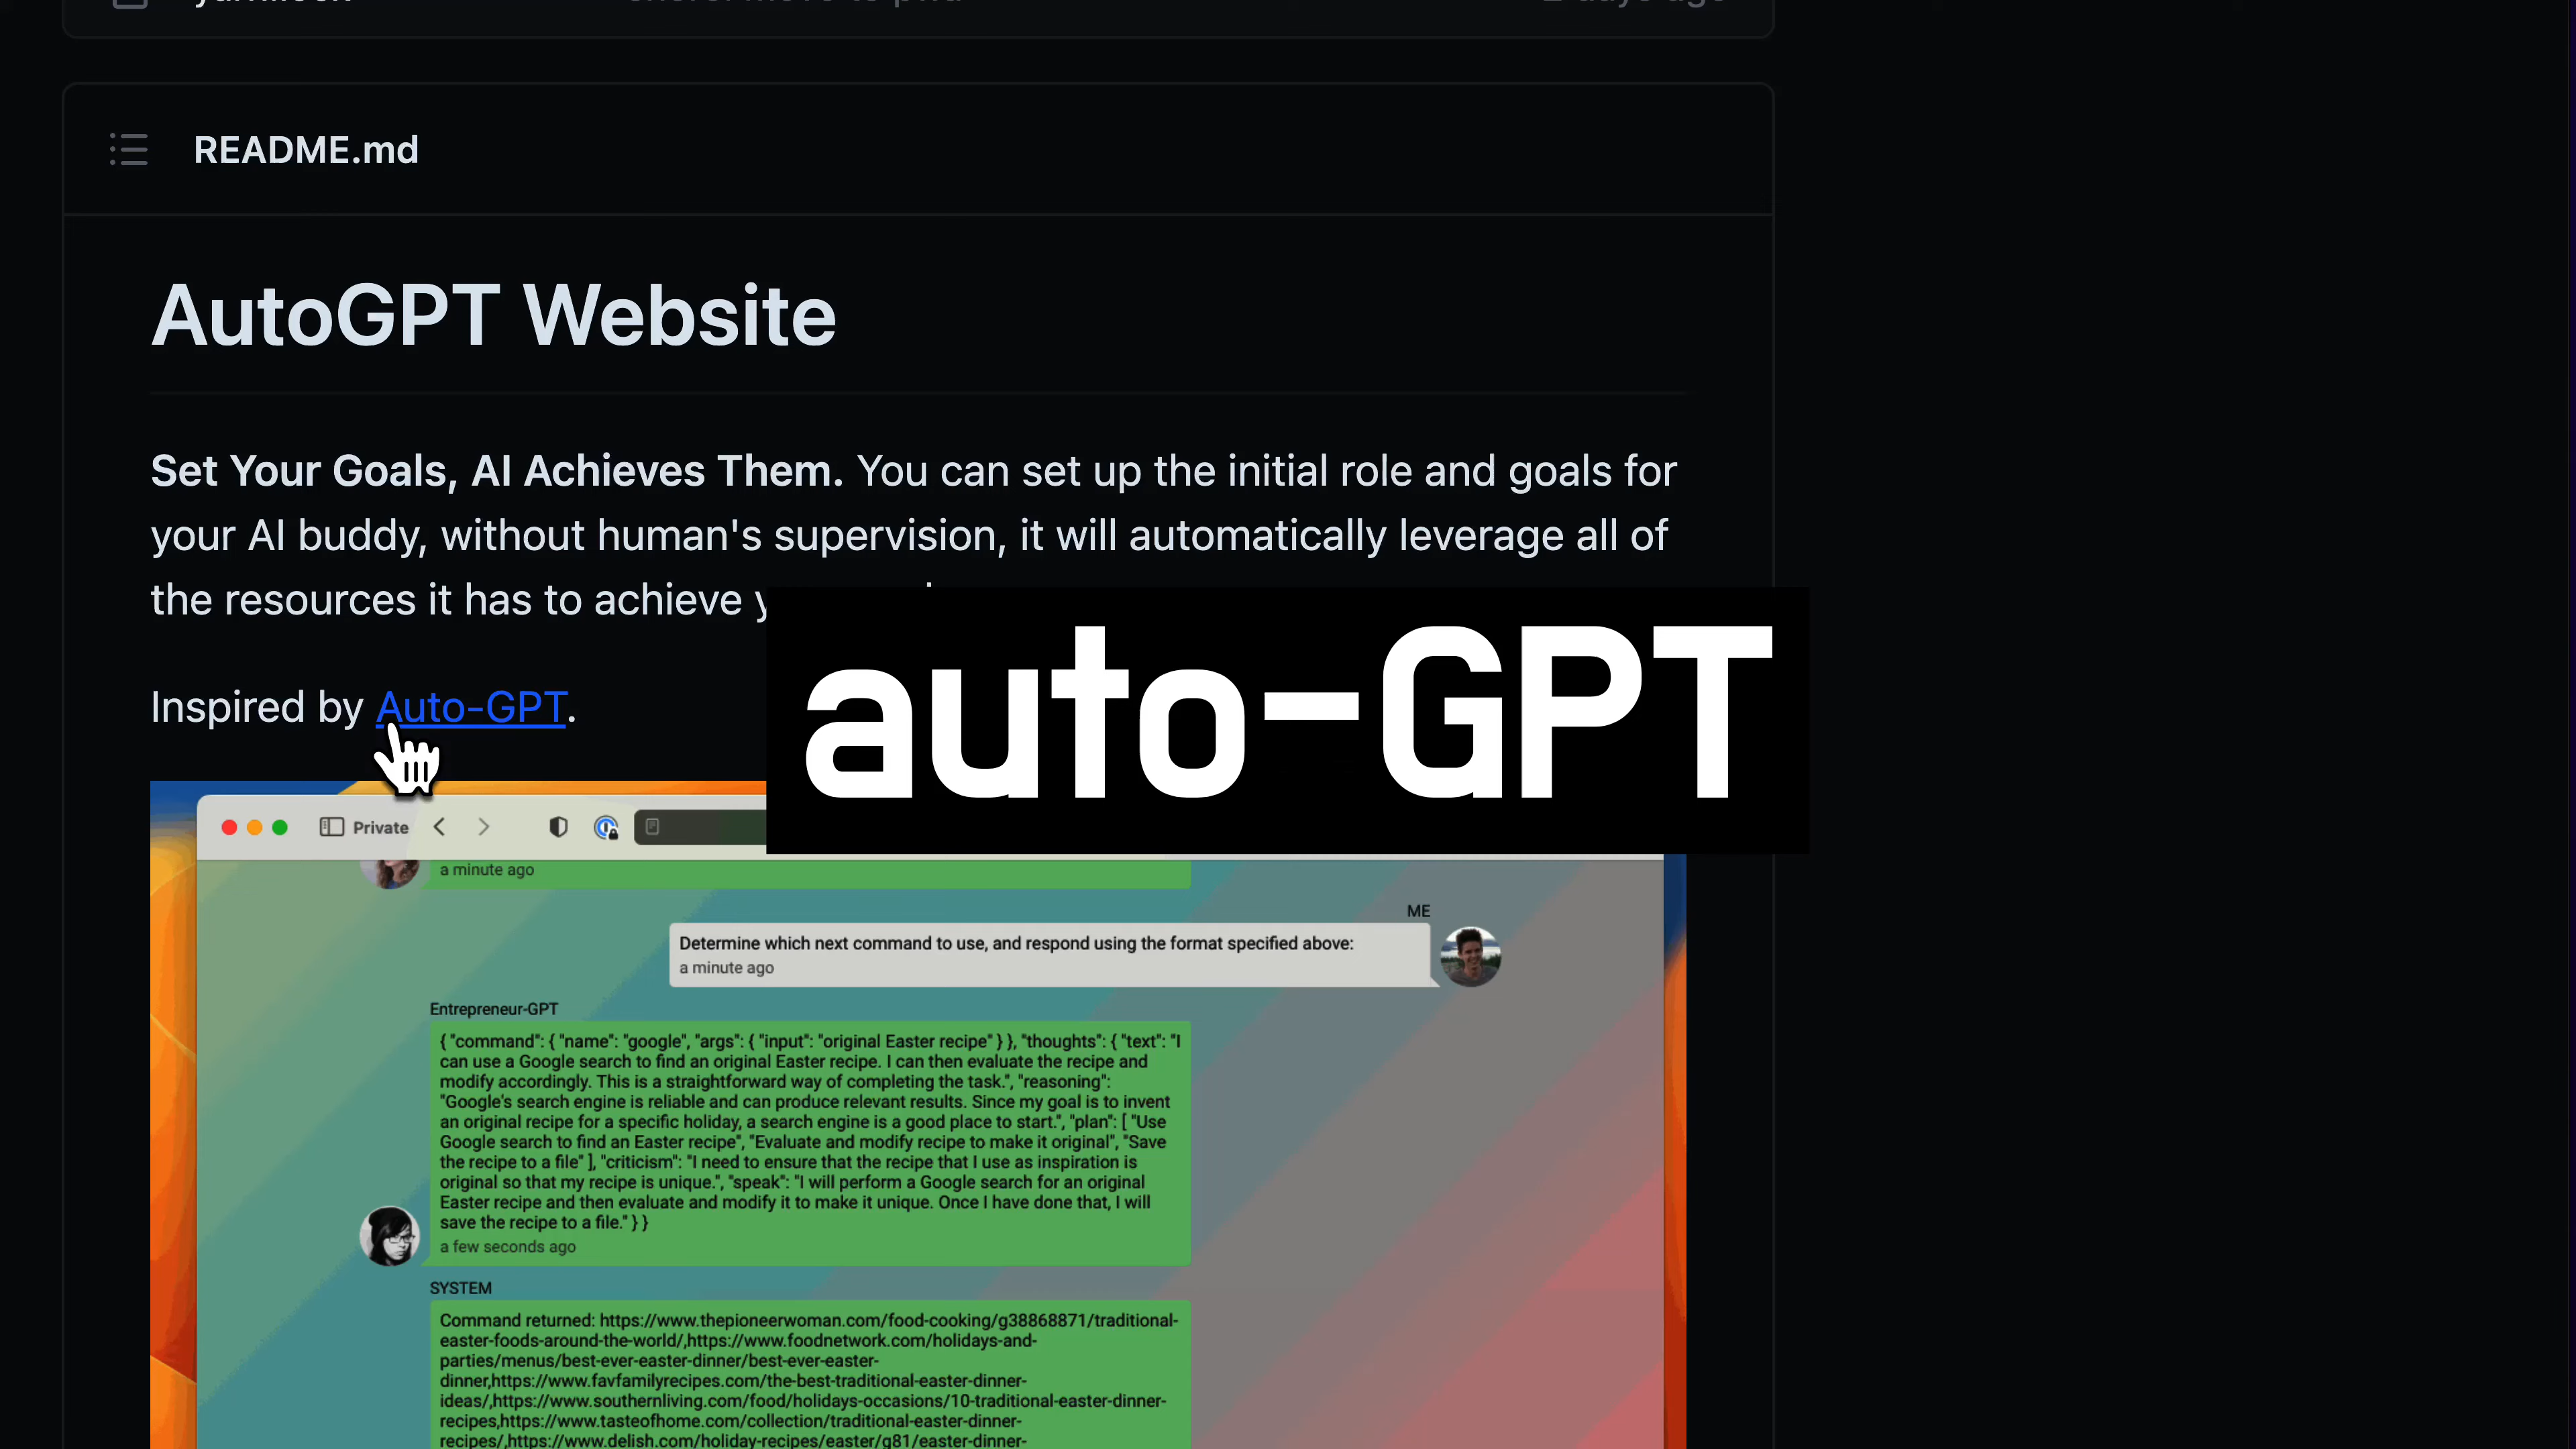 README.md
AutoGPT Website
Set Your Goals, AI Achieves Them. You can set up the initial role and goals for
your AI buddy, without human's supervision, it will automatically leverage all of
the resources it has to achieve
auto-GPT
Inspired by Auto-GPT.
Private
a minute ago
ME
Determine which next command to use, and respond using the format specified above:
a minute ago
Entrepreneur-GPT
{ "command": { "name": "google", "args": { "input": "original Easter recipe" } }, "thoughts": { "text": "I
can use a Google search to find an original Easter recipe. I can then evaluate the recipe and
modify accordingly. This is a straightforward way of completing the task.", "reasoning":
"Google's search engine is reliable and can produce relevant results. Since my goal is to invent
an original recipe for a specific holiday, a search engine is a good place to start.", "plan": [ "Use
Google search to find an Easter recipe", "Evaluate and modify recipe to make it original", "Save
the recipe to a file" ], "criticism": "I need to ensure that the recipe that I use as inspiration is
original so that my recipe is unique.", "speak": "I will perform a Google search for an original
Easter recipe and then evaluate and modify it to make it unique. Once I have done that, I will
save the recipe to a file." } }
a few seconds ago
SYSTEM
Command returned: https://www.thepioneerwoman.com/food-cooking/g38868871/traditional-
easter-foods-around-the-world/,https://www.foodnetwork.com/holidays-and-
parties/menus/best-ever-easter-dinner/best-ever-easter-
dinner,https://www.favfamilyrecipes.com/the-best-traditional-easter-dinner-
ideas/,https://www.southernliving.com/food/holidays-occasions/10-traditional-easter-dinner-
recipes,https://www.tasteofhome.com/collection/traditional-easter-dinner-
recipes/,https://www.delish.com/holiday-recipes/easter/g81/easter-dinner-